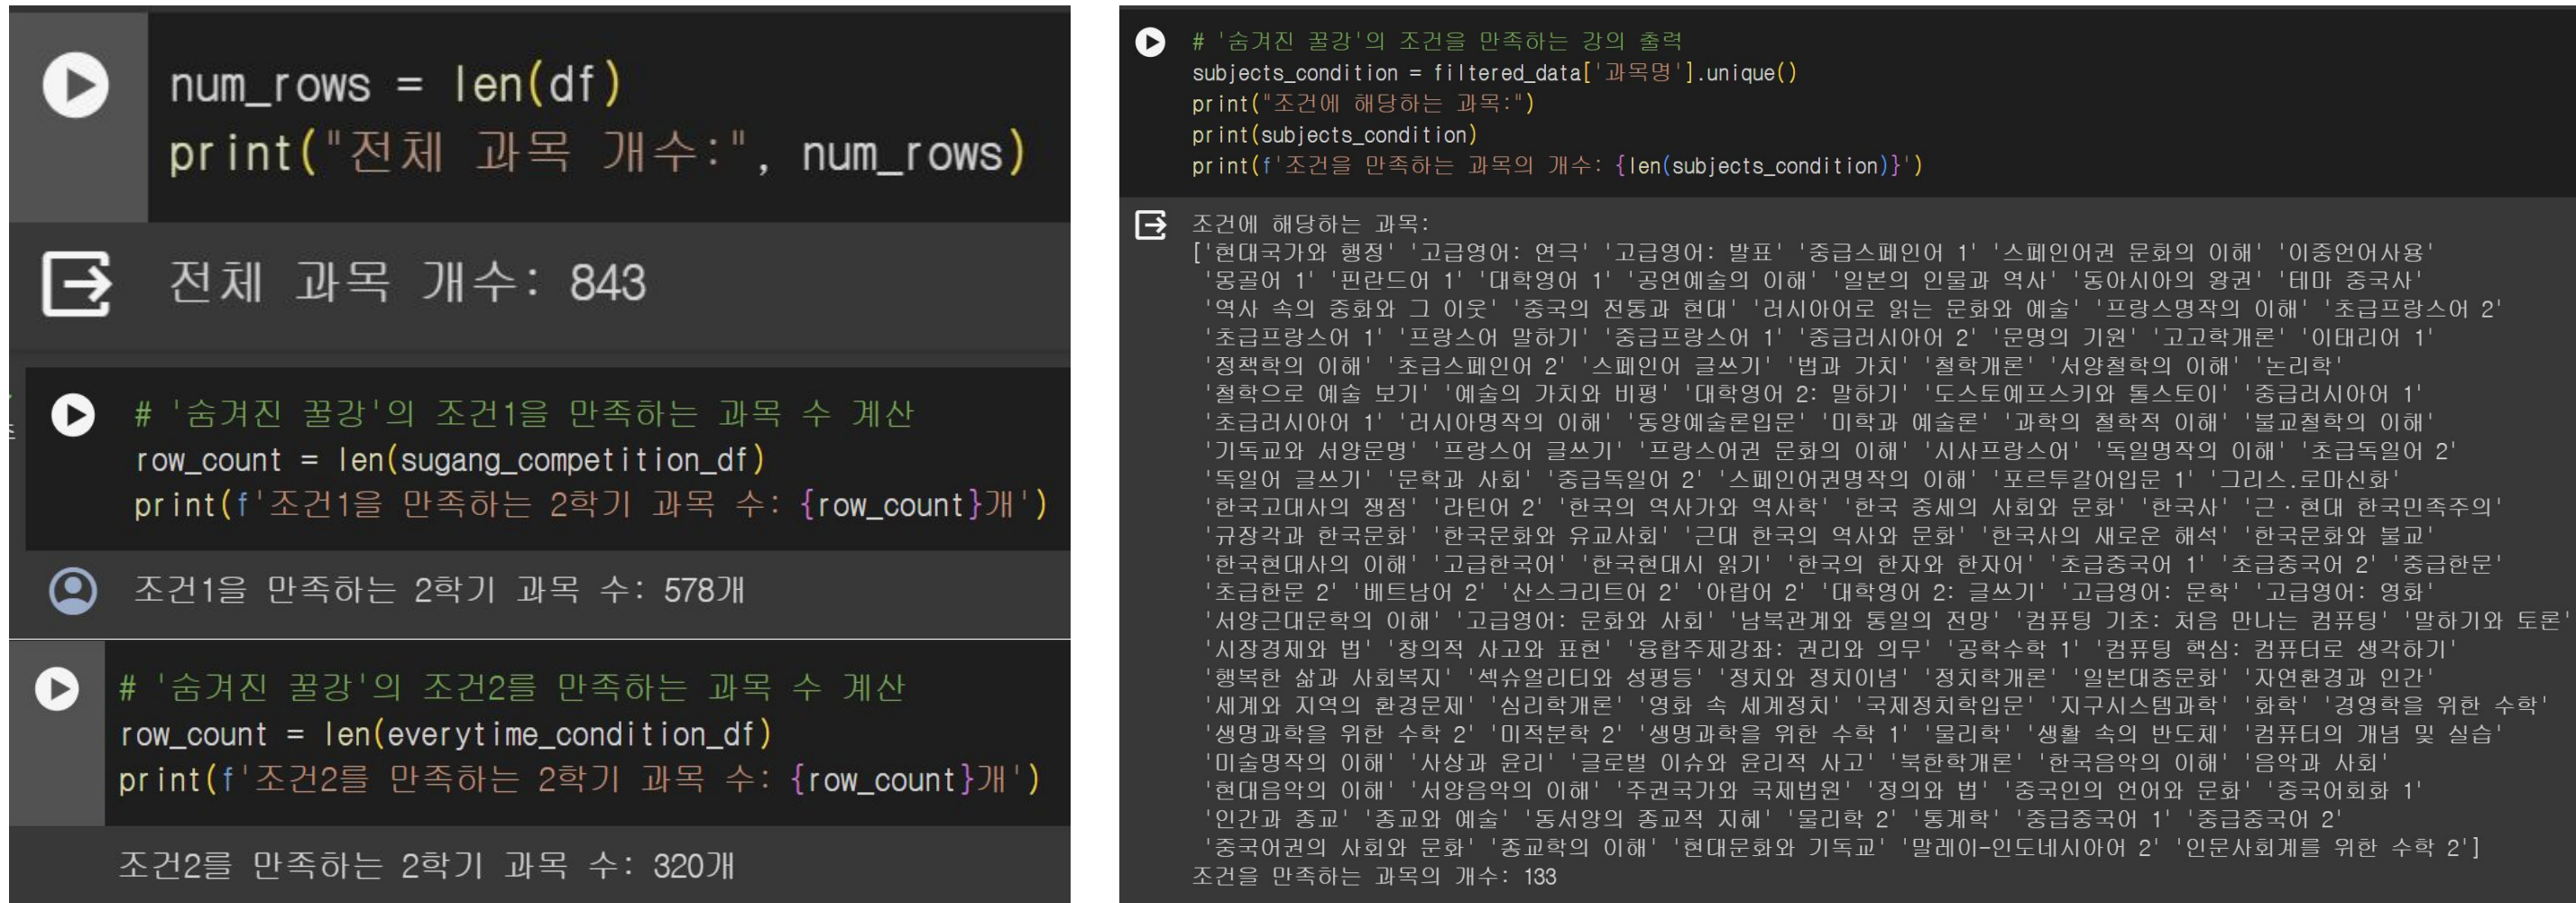 num_rows = len(df)
print("전체 과목 개수:", num_rows)
전체 과목 개수: 843
# '숨겨진 꿀강'의 조건1을 만족하는 과목 수 계산
row_count = len(sugang_competition_df)
print(f'조건1을 만족하는 2학기 과목 수: {row_count}개')
조건1을 만족하는 2학기 과목 수: 578개
# '숨겨진 꿀강'의 조건2를 만족하는 과목 수 계산
row_count = len(everytime_condition_df)
print(f'조건2를 만족하는 2학기 과목 수: {row_count}개')
조건2를 만족하는 2학기 과목 수: 320개
# '숨겨진 꿀강'의 조건을 만족하는 강의 출력
subjects_condition = filtered_data['과목명'].unique()
print("조건에 해당하는 과목:")
print(subjects_condition)
print(f'조건을 만족하는 과목의 개수: {len(subjects_condition)}')
조건에 해당하는 과목:
['현대국가와 행정' '고급영어: 연극' '고급영어: 발표' '중급스페인어 1' '스페인어권 문화의 이해' '이중언어사용'
'몽골어 1' '핀란드어 1' '대학영어 1' '공연예술의 이해' '일본의 인물과 역사' '동아시아의 왕권' '테마 중국사'
'역사 속의 중화와 그 이웃' '중국의 전통과 현대' '러시아어로 읽는 문화와 예술' '프랑스명작의 이해' '초급프랑스어 2'
'초급프랑스어 1' '프랑스어 말하기' '중급프랑스어 1' '중급러시아어 2' '문명의 기원' '고고학개론' '이태리어 1'
'정책학의 이해' '초급스페인어 2' '스페인어 글쓰기' '법과 가치' '철학개론' '서양철학의 이해' '논리학'
'철학으로 예술 보기' '예술의 가치와 비평' '대학영어 2: 말하기' '도스토예프스키와 톨스토이' '중급러시아어 1'
'초급러시아어 1' '러시아명작의 이해' '동양예술론입문' '미학과 예술론' '과학의 철학적 이해' '불교철학의 이해'
'기독교와 서양문명' '프랑스어 글쓰기' '프랑스어권 문화의 이해' '시사프랑스어' '독일명작의 이해' '초급독일어 2'
'독일어 글쓰기' '문학과 사회' '중급독일어 2' '스페인어권명작의 이해' '포르투갈어입문 1' '그리스.로마신화'
'한국고대사의 쟁점' '라틴어 2' '한국의 역사가와 역사학' '한국 중세의 사회와 문화' '한국사' '근·현대 한국민족주의'
'규장각과 한국문화' '한국문화와 유교사회' '근대 한국의 역사와 문화' '한국사의 새로운 해석' '한국문화와 불교'
'한국현대사의 이해' '고급한국어' '한국현대시 읽기' '한국의 한자와 한자어' '초급중국어 1' '초급중국어 2' '중급한문'
'초급한문 2' '베트남어 2' '산스크리트어 2' '아랍어 2' '대학영어 2: 글쓰기' '고급영어: 문학' '고급영어: 영화'
'서양근대문학의 이해' '고급영어: 문화와 사회' '남북관계와 통일의 전망' '컴퓨팅 기초: 처음 만나는 컴퓨팅' '말하기와 토론'
'시장경제와 법' '창의적 사고와 표현' '융합주제강좌: 권리와 의무' '공학수학 1' '컴퓨팅 핵심: 컴퓨터로 생각하기'
'행복한 삶과 사회복지' '섹슈얼리티와 성평등' '정치와 정치이념' '정치학개론' '일본대중문화' '자연환경과 인간'
'세계와 지역의 환경문제' '심리학개론' '영화 속 세계정치' '국제정치학입문' '지구시스템과학' '화학' '경영학을 위한 수학'
'생명과학을 위한 수학 2' '미적분학 2' '생명과학을 위한 수학 1' '물리학' '생활 속의 반도체' '컴퓨터의 개념 및 실습'
'미술명작의 이해' '사상과 윤리' '글로벌 이슈와 윤리적 사고' '북한학개론' '한국음악의 이해' '음악과 사회'
'현대음악의 이해' '서양음악의 이해' '주권국가와 국제법원' '정의와 법' '중국인의 언어와 문화' '중국어회화 1'
'인간과 종교' '종교와 예술' '동서양의 종교적 지혜' '물리학 2' '통계학' '중급중국어 1' '중급중국어 2'
'중국어권의 사회와 문화' '종교학의 이해' '현대문화와 기독교' '말레이-인도네시아어 2' '인문사회계를 위한 수학 2']
조건을 만족하는 과목의 개수: 133